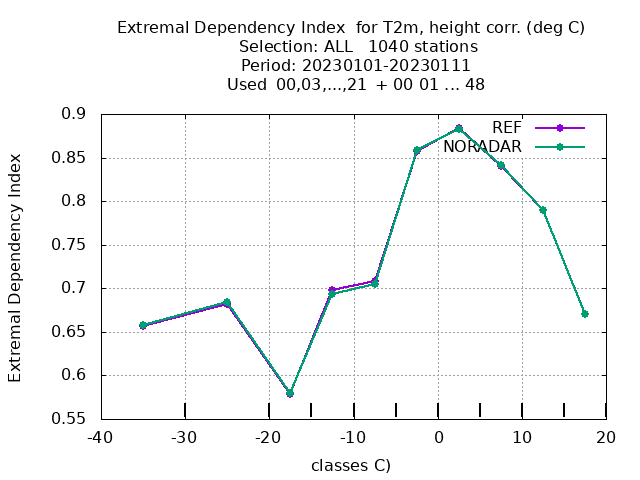 Extremal Dependency Index  for T2m, height corr. (deg C)
Selection: ALL   1040 stations
Period: 20230101-20230111
Used  00,03,...,21  + 00 01 ... 48
REF
NORADAR
Extremal Dependency Index
0.9
0.85
0.8
0.75
0.7
0.65
0.6
0.55
-40 -30 -20 -10 0 10 20
classes C)